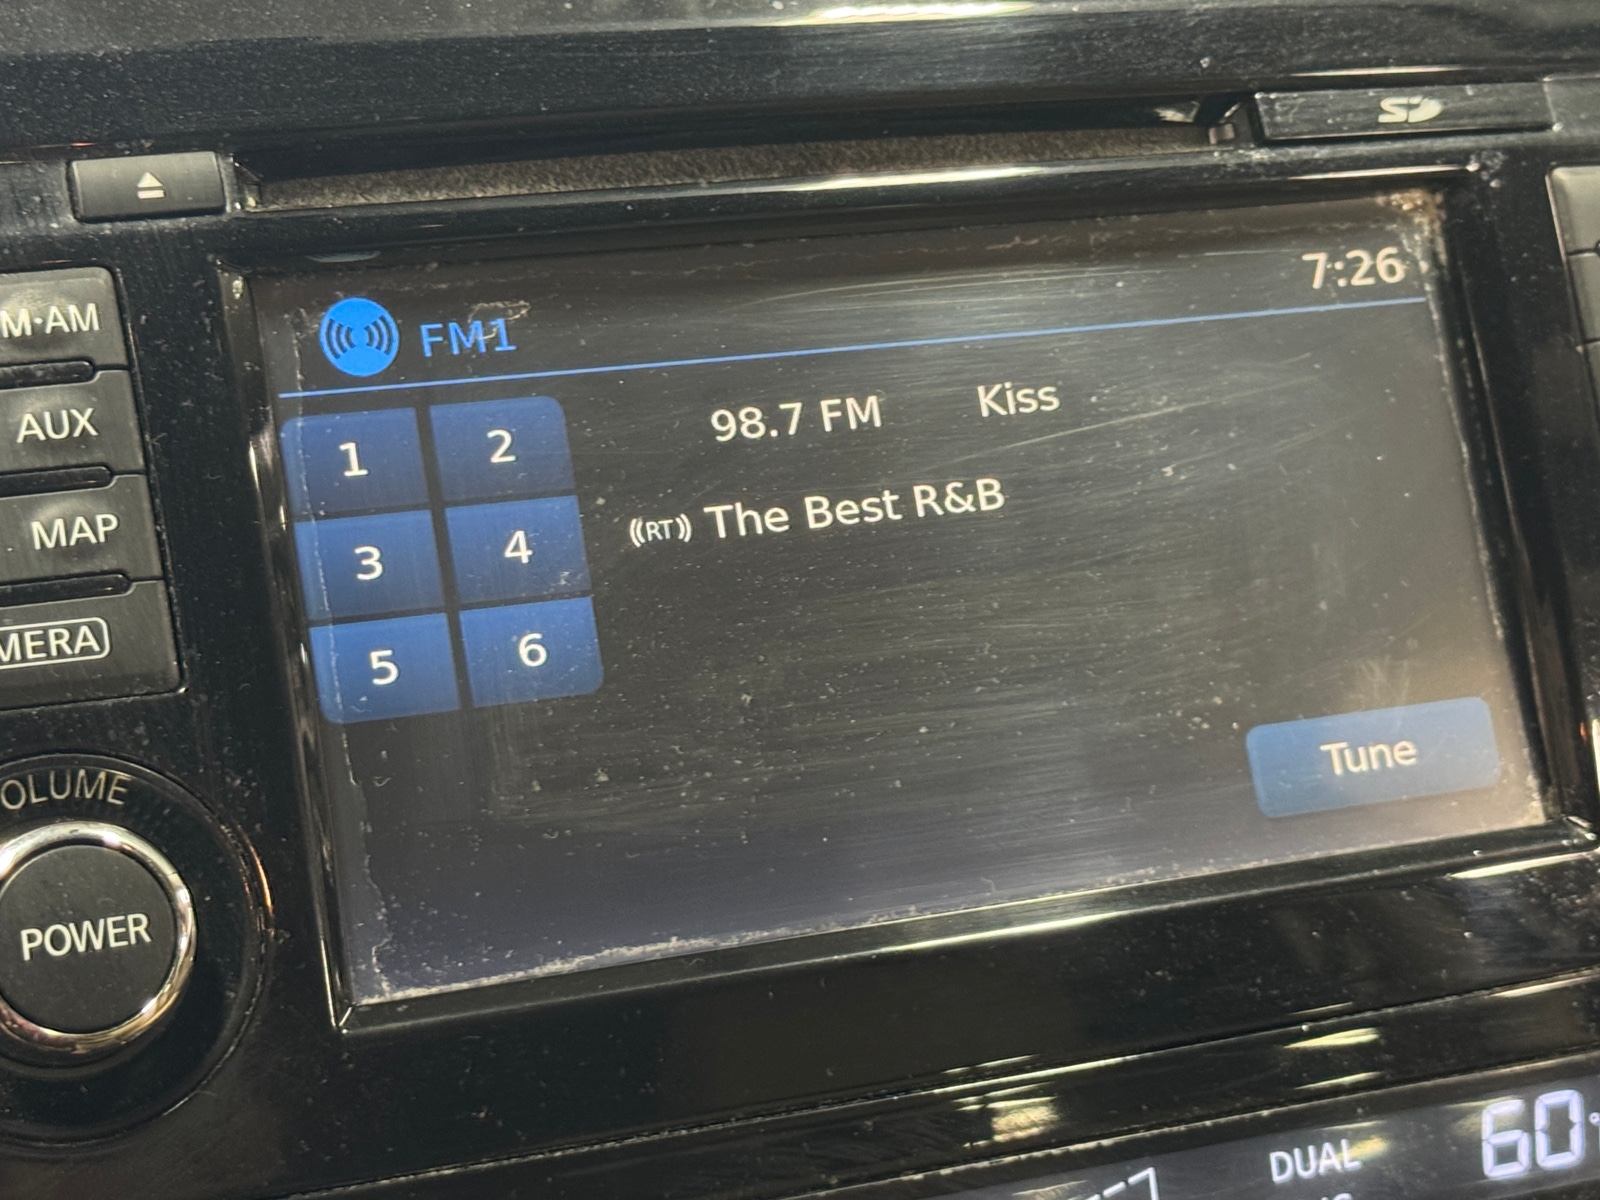 SD
7:26
FM1
M·AM
98.7 FM Kiss
1 2
AUX
((RT)) The Best R&B
3 4
MAP
5 6
MERA
Tune
OLUME
POWER
DUAL 60°